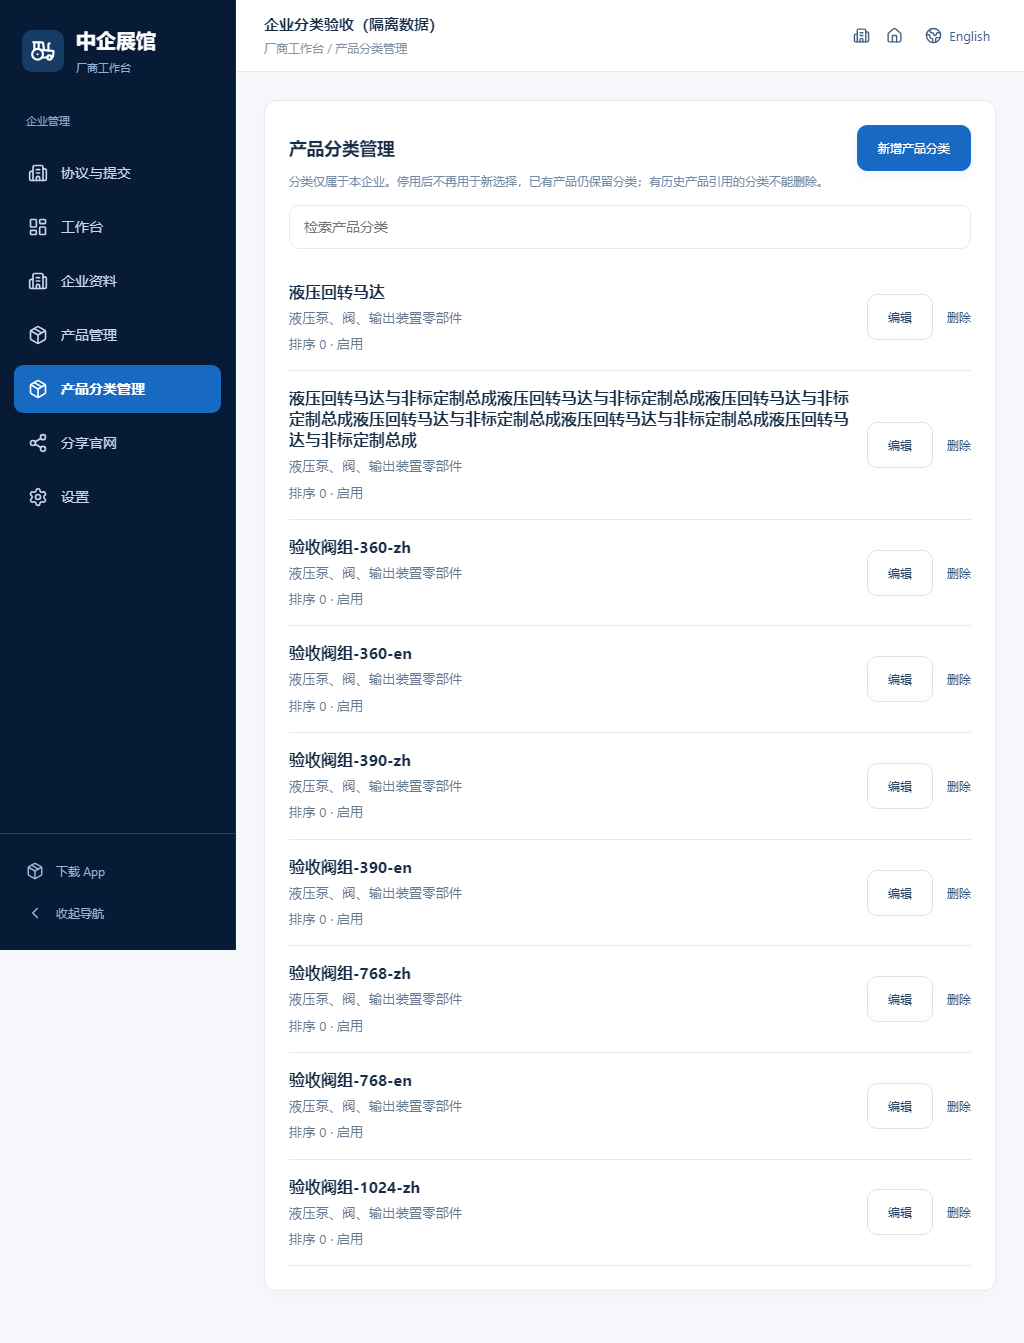 中企展馆
厂商工作台
企业管理
协议与提交
工作台
企业资料
产品管理
产品分类管理
分享官网
设置
下载 App
收起导航
企业分类验收（隔离数据）
厂商工作台 / 产品分类管理
English
产品分类管理
新增产品分类
分类仅属于本企业。停用后不再用于新选择，已有产品仍保留分类；有历史产品引用的分类不能删除。
检索产品分类
液压回转马达
液压泵、阀、输出装置零部件
排序 0 · 启用
编辑 删除
液压回转马达与非标定制总成液压回转马达与非标定制总成液压回转马达与非标
定制总成液压回转马达与非标定制总成液压回转马达与非标定制总成液压回转马
达与非标定制总成
液压泵、阀、输出装置零部件
排序 0 · 启用
编辑 删除
验收阀组-360-zh
液压泵、阀、输出装置零部件
排序 0 · 启用
编辑 删除
验收阀组-360-en
液压泵、阀、输出装置零部件
排序 0 · 启用
编辑 删除
验收阀组-390-zh
液压泵、阀、输出装置零部件
排序 0 · 启用
编辑 删除
验收阀组-390-en
液压泵、阀、输出装置零部件
排序 0 · 启用
编辑 删除
验收阀组-768-zh
液压泵、阀、输出装置零部件
排序 0 · 启用
编辑 删除
验收阀组-768-en
液压泵、阀、输出装置零部件
排序 0 · 启用
编辑 删除
验收阀组-1024-zh
液压泵、阀、输出装置零部件
排序 0 · 启用
编辑 删除